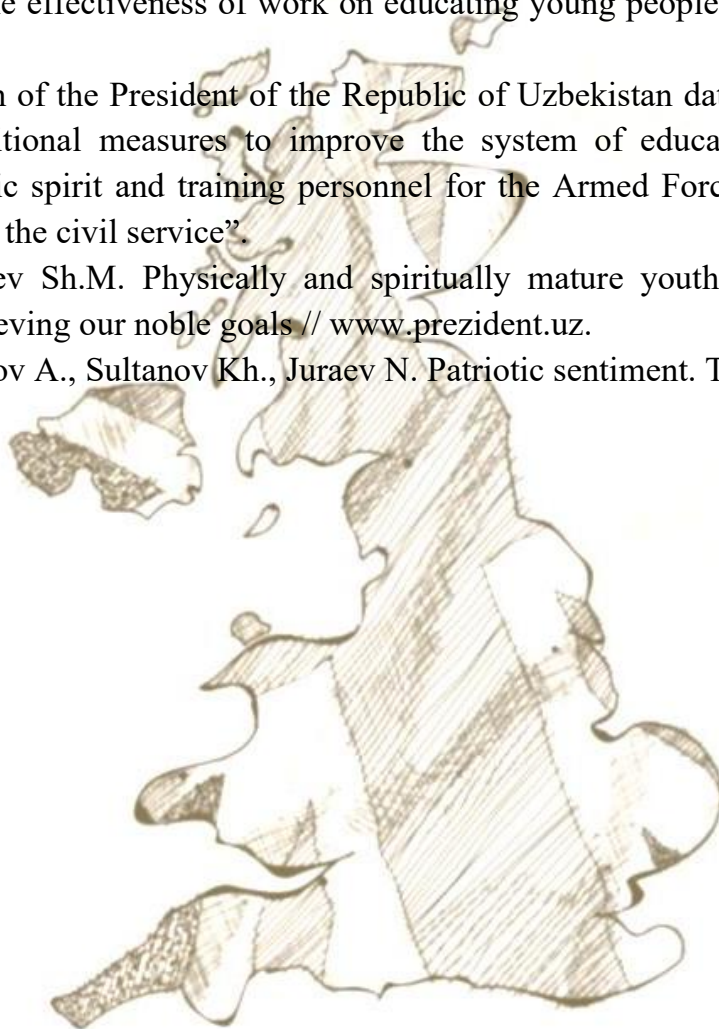 e effectiveness of work on educating young people
n of the President of the Republic of Uzbekistan dat
itional measures to improve the system of educa
ic spirit and training personnel for the Armed Forc
the civil service”.
ev Sh.M. Physically and spiritually mature youth
eving our noble goals // www.prezident.uz.
ov A., Sultanov Kh., Juraev N. Patriotic sentiment. T